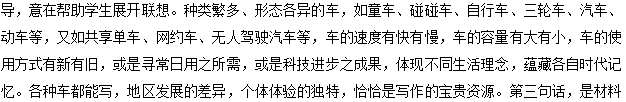 导，意在帮助学生展开联想。种类繁多、形态各异的车，如童车、碰碰车、自行车、三轮车、汽车、
动车等，又如共享单车、网约车、无人驾驶汽车等，车的速度有快有慢，车的容量有大有小，车的使
用方式有新有旧，或是寻常日用之所需，或是科技进步之成果，体现不同生活理念，蕴藏各自时代记
忆。各种车都能写，地区发展的差异，个体体验的独特，恰恰是写作的宝贵资源。第三句话，是材料